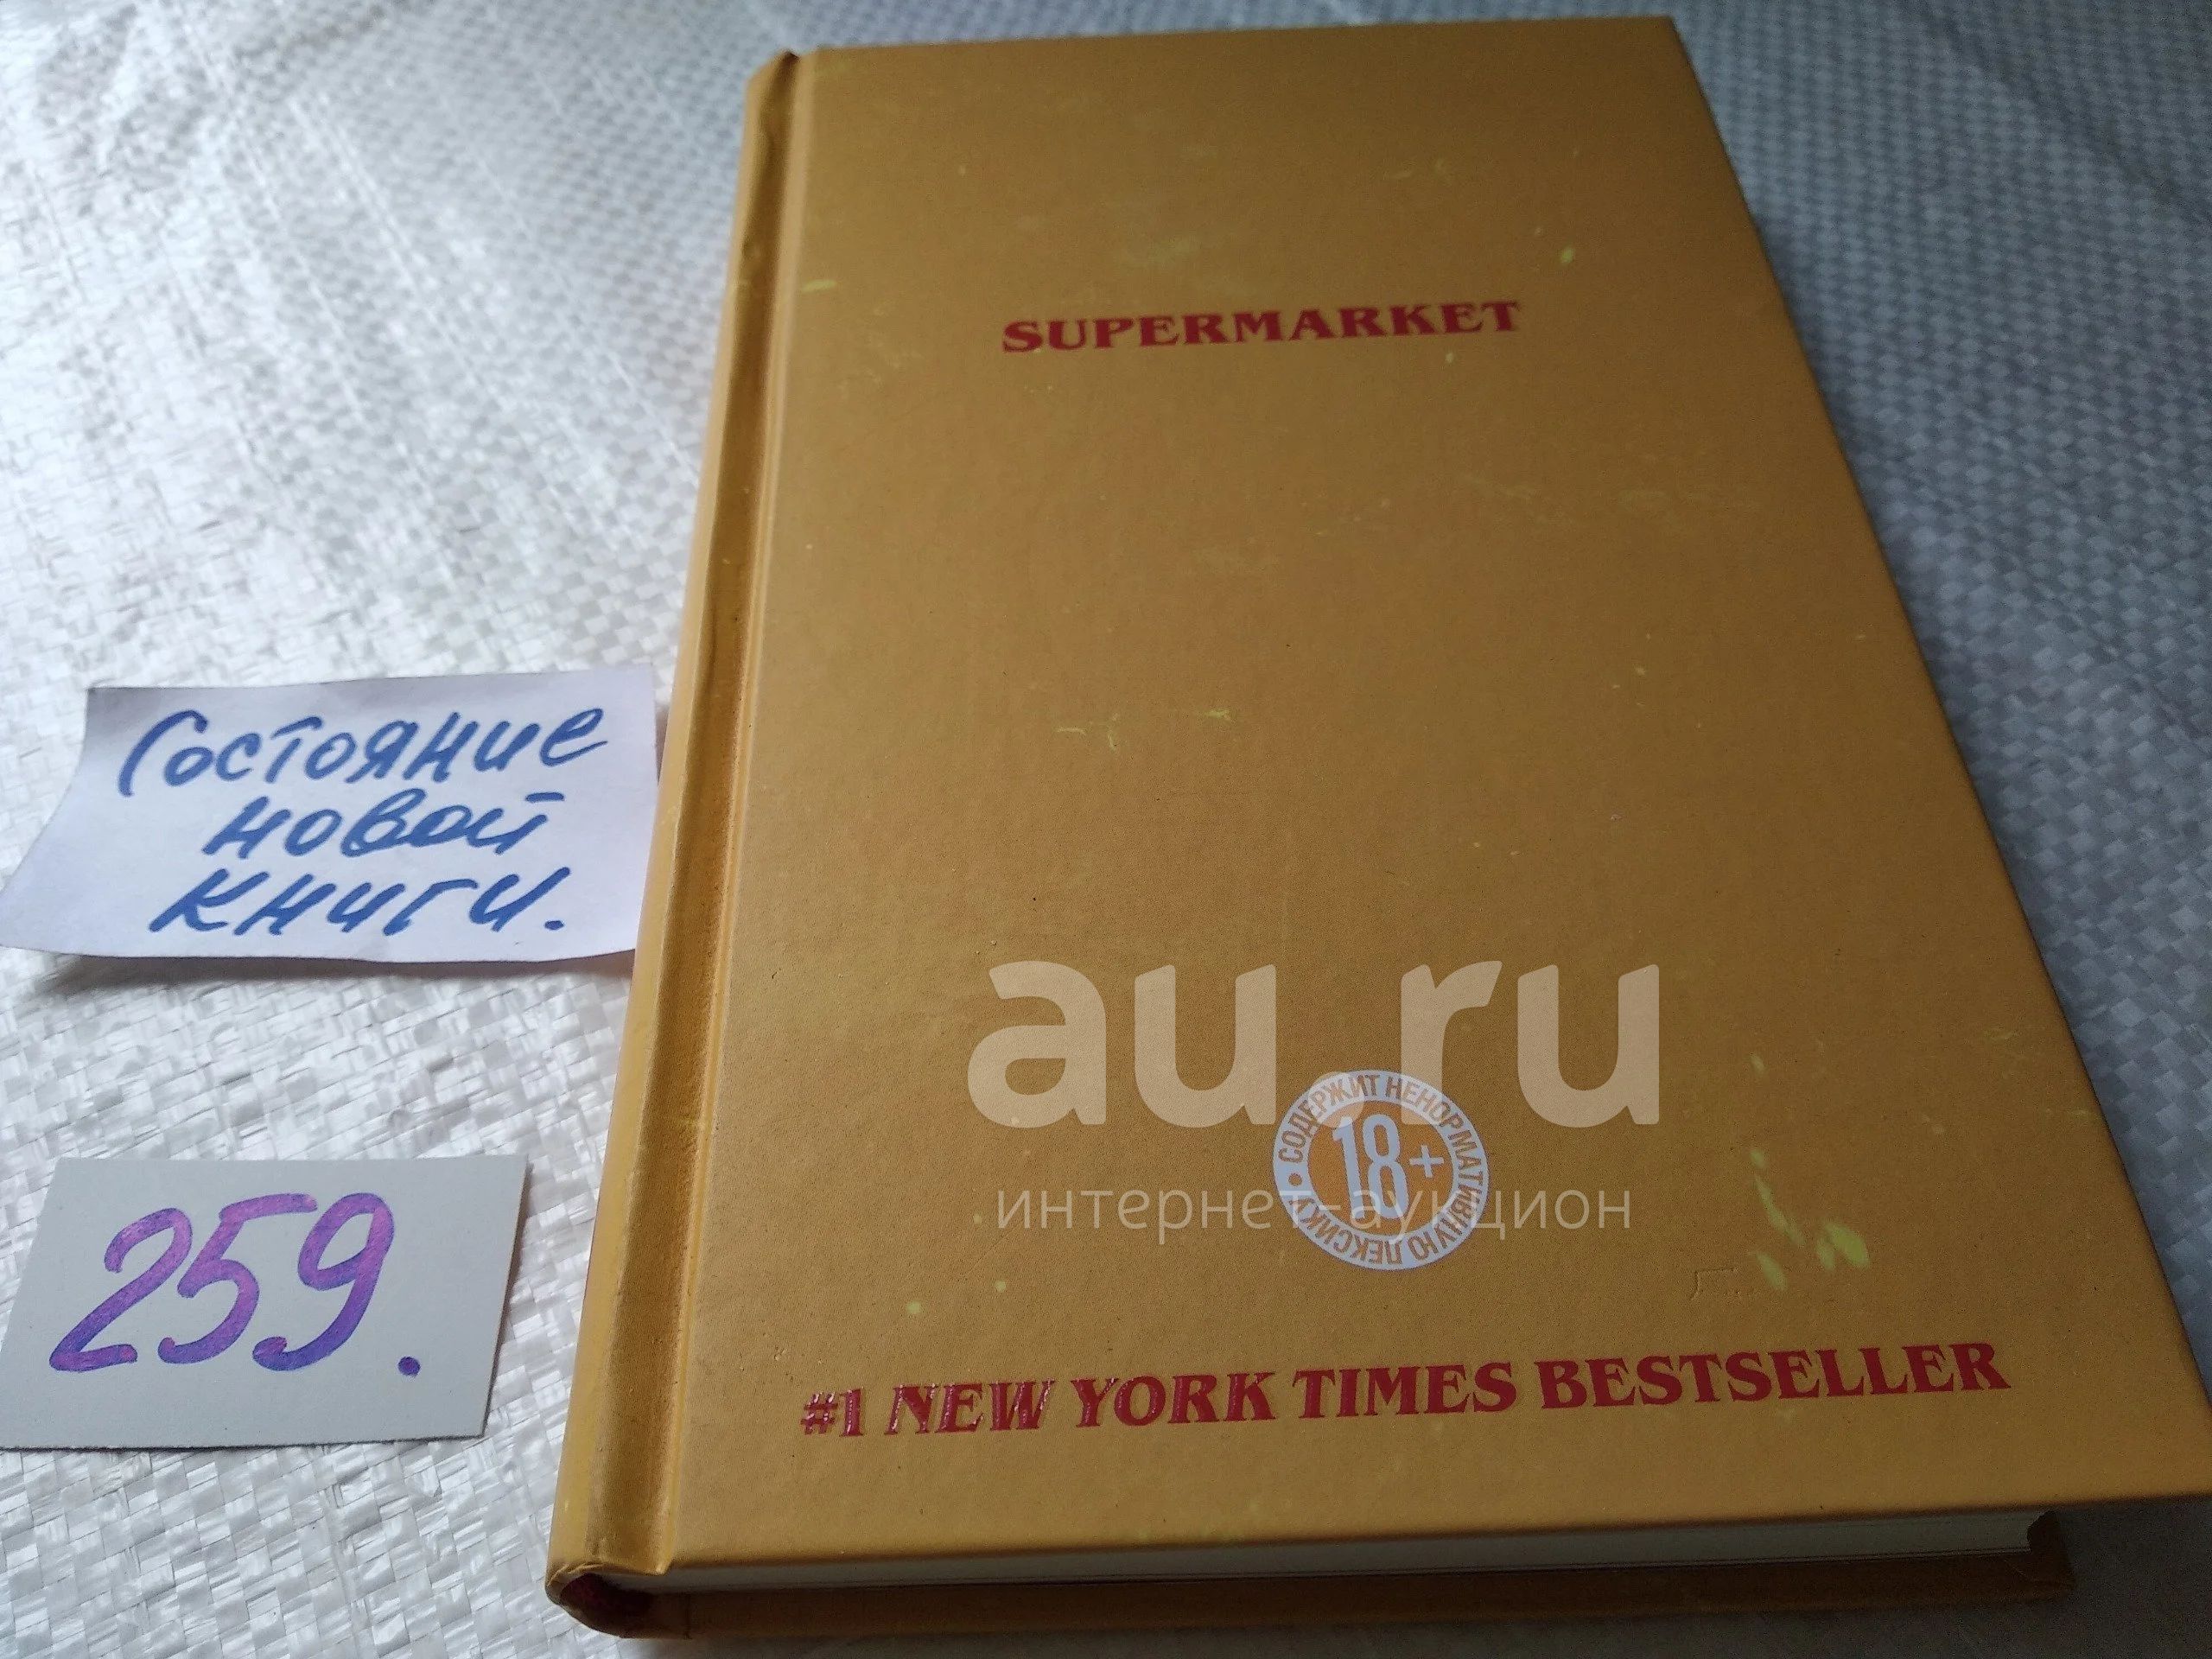 SUPERMARKET
Состояние
новой
книги.
au.ru
интернет-аукцион
• СОДЕРЖИТ НЕНОРМАТИВНУЮ ЛЕКСИКУ
18+
259.
#1 NEW YORK TIMES BESTSELLER